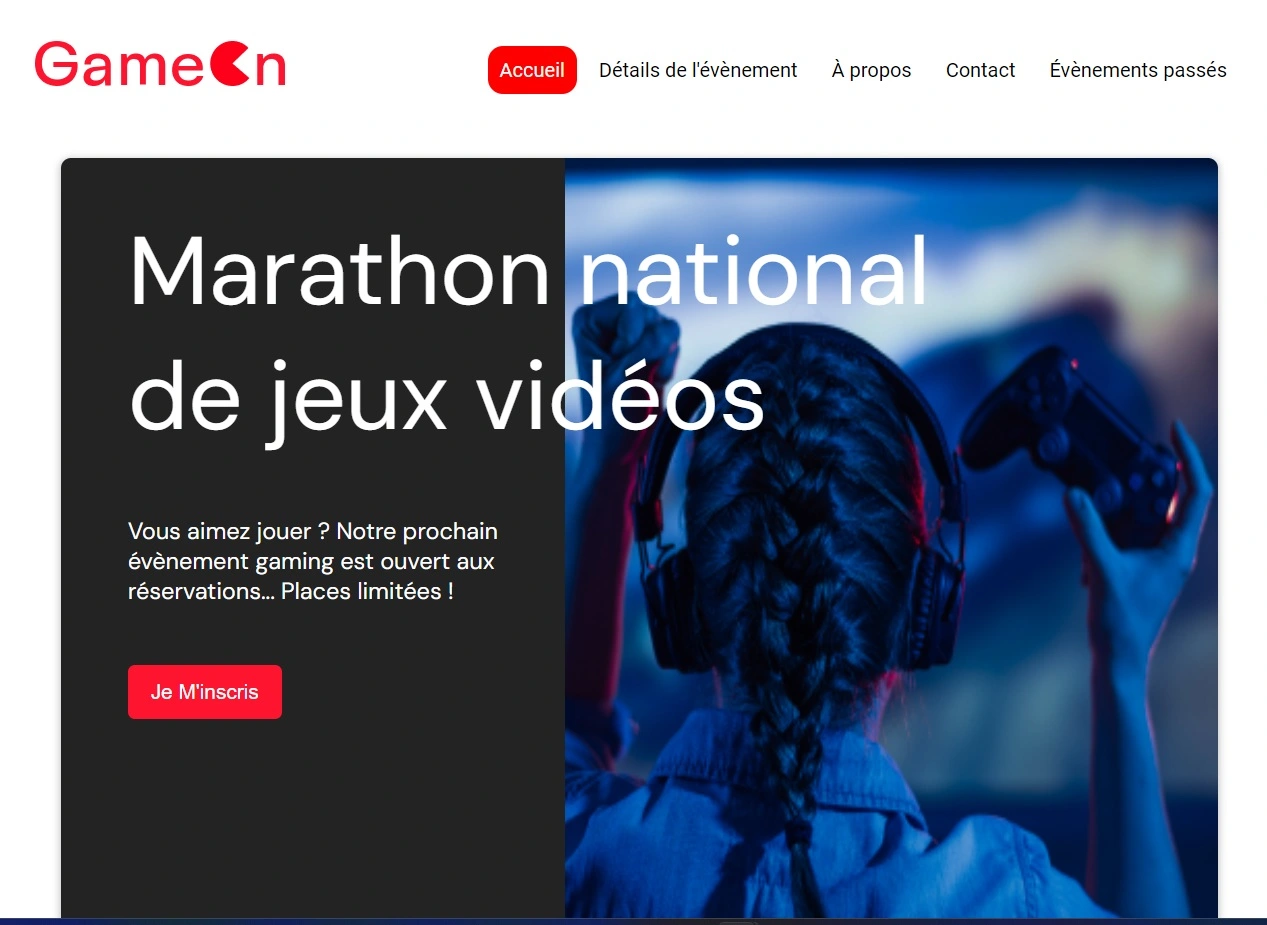 GameOn
Accueil Détails de l'évènement À propos Contact Évènements passés
Marathon national
de jeux vidéos
Vous aimez jouer ? Notre prochain
évènement gaming est ouvert aux
réservations... Places limitées !
Je M'inscris